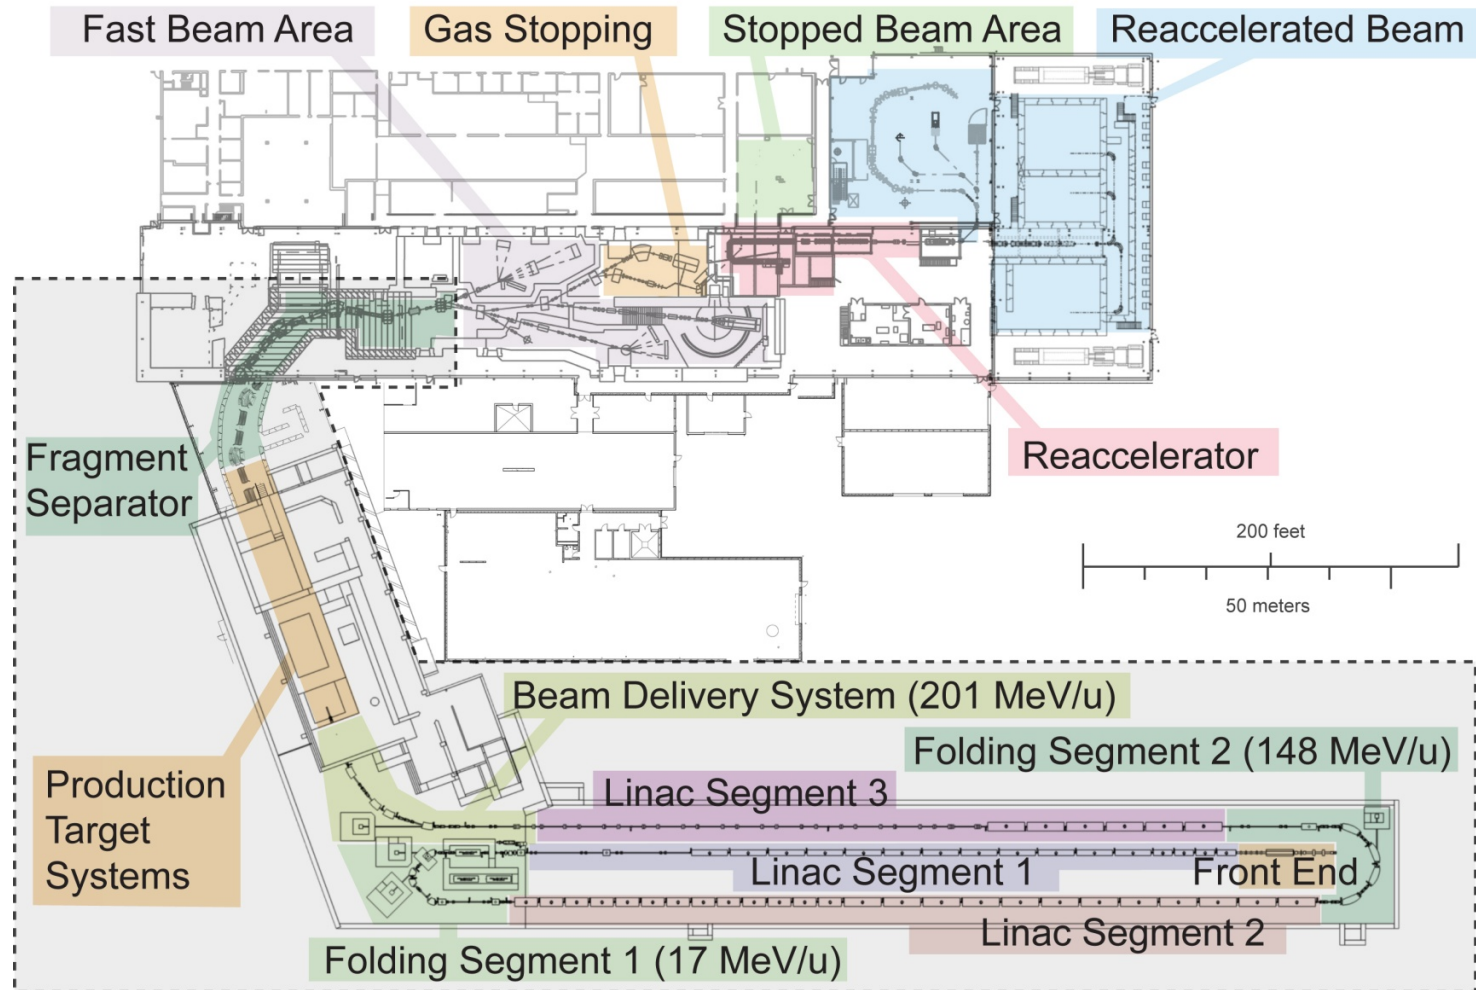 Fast Beam Area
Gas Stopping
Stopped Beam Area
Reaccelerated Beam
Fragment
Separator
Reaccelerator
200 feet
50 meters
Beam Delivery System (201 MeV/u)
Folding Segment 2 (148 MeV/u)
Production
Target
Systems
Linac Segment 3
Linac Segment 1
Front End
Linac Segment 2
Folding Segment 1 (17 MeV/u)